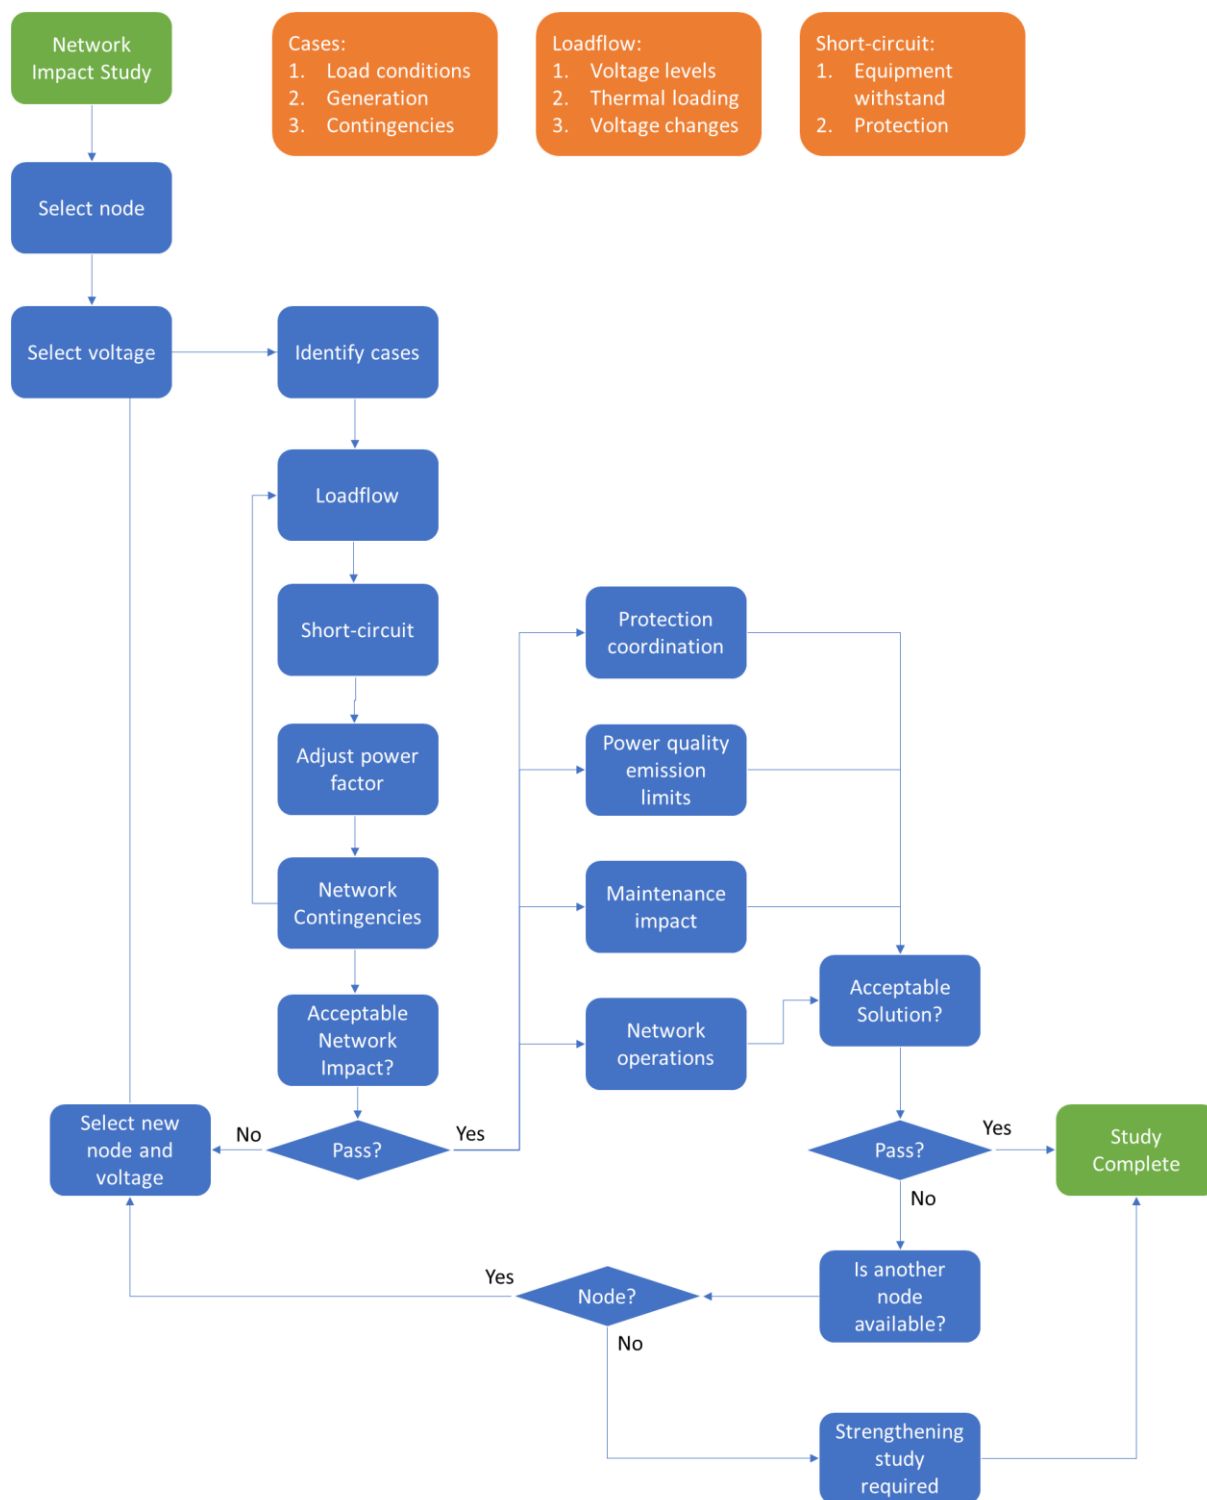 Network
Impact Study
Cases:
1. Load conditions
2. Generation
3. Contingencies
Loadflow:
1. Voltage levels
2. Thermal loading
3. Voltage changes
Short-circuit:
1. Equipment
withstand
2. Protection
Select node
Select voltage
Identify cases
Loadflow
Short-circuit
Adjust power
factor
Network
Contingencies
Acceptable
Network
Impact?
Protection
coordination
Power quality
emission
limits
Maintenance
impact
Network
operations
Acceptable
Solution?
Select new
node and
voltage
No
Pass?
Yes
Pass?
Yes
Study
Complete
No
Is another
node
available?
Node?
Yes
No
Strengthening
study
required